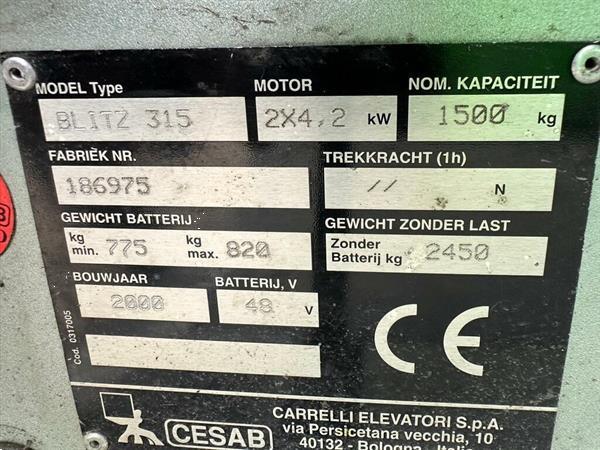 MODEL Type MOTOR NOM. KAPACITEIT
BLITZ 315 2X4,2 kW 1500 kg
FABRIEK NR. TREKKRACHT (1h)
186975 // N
GEWICHT BATTERIJ GEWICHT ZONDER LAST
kg min. 775 kg max. 820 Zonder Batterij kg 2450
BOUWJAAR BATTERIJ, V
2000 48 V
Cod. 0317005
CE
CESAB
CARRELLI ELEVATORI S.p.A.
via Persicetana vecchia, 10
40132 - Bologna - Italia